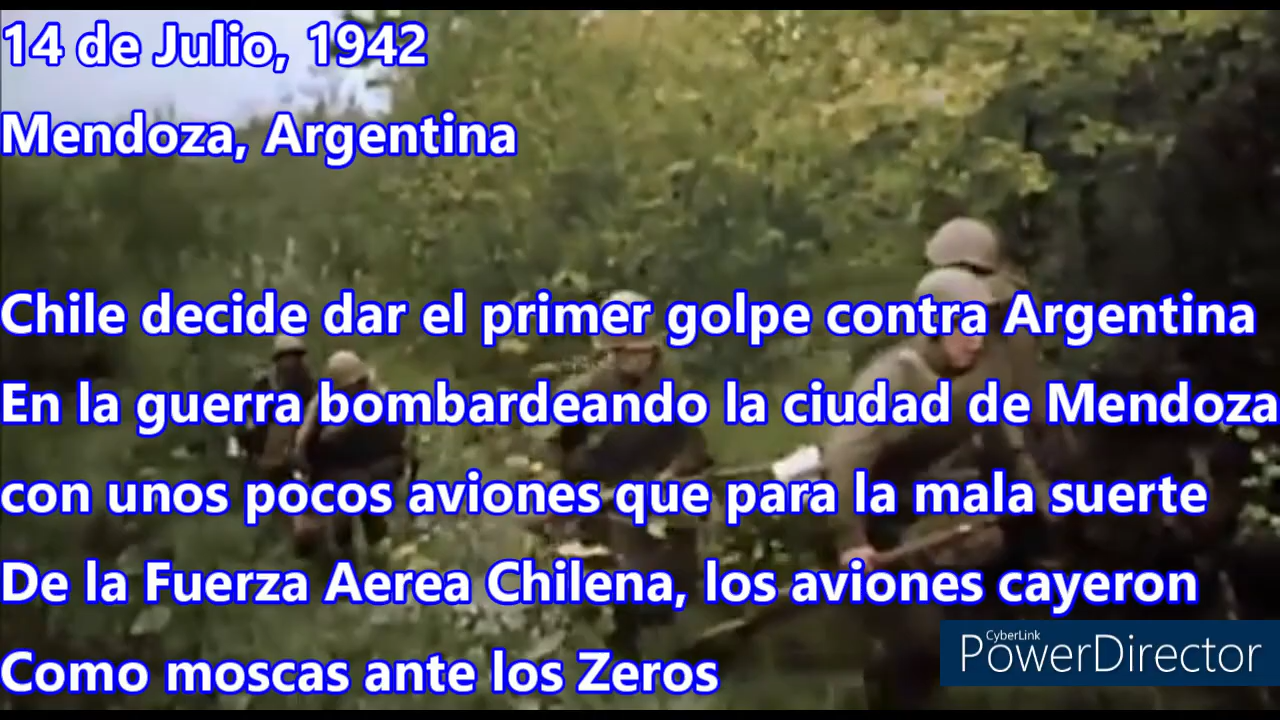 14 de Julio, 1942
Mendoza, Argentina
Chile decide dar el primer golpe contra Argentina
En la guerra bombardeando la ciudad de Mendoza
con unos pocos aviones que para la mala suerte
De la Fuerza Aerea Chilena, los aviones cayeron
Como moscas ante los Zeros
CyberLink
PowerDirector